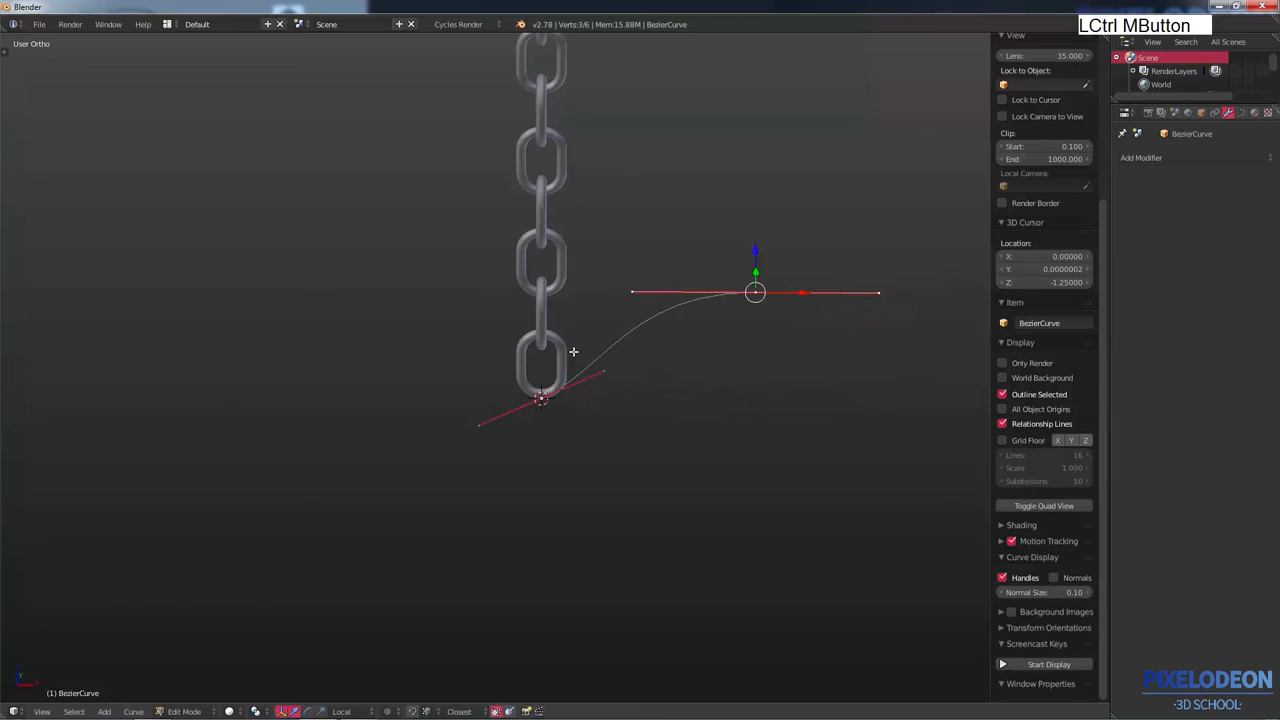 Blender
LCtrl MButton
File Render Window Help Default Scene Cycles Render v2.78 | Verts:3/6 | Mem:15.88M | BezierCurve
View Search All Scenes
User Ortho
View
Lens: 35.000
Lock to Object:
Lock to Cursor
Lock Camera to View
Clip:
Start: 0.100
End: 1000.000
Local Camera:
Render Border
3D Cursor
Location:
X: 0.00000
Y: 0.0000002
Z: -1.25000
Item
BezierCurve
Display
Only Render
World Background
Outline Selected
All Object Origins
Relationship Lines
Grid Floor X Y Z
Lines: 16
Scale: 1.000
Subdivisions: 10
Toggle Quad View
Shading
Motion Tracking
Curve Display
Handles Normals
Normal Size: 0.10
Background Images
Transform Orientations
Screencast Keys
Start Display
Window Properties
Scene
RenderLayers
World
BezierCurve
Add Modifier
(1) BezierCurve
View Select Add Curve Edit Mode Local Closest
PIXELODEON
3D SCHOOL